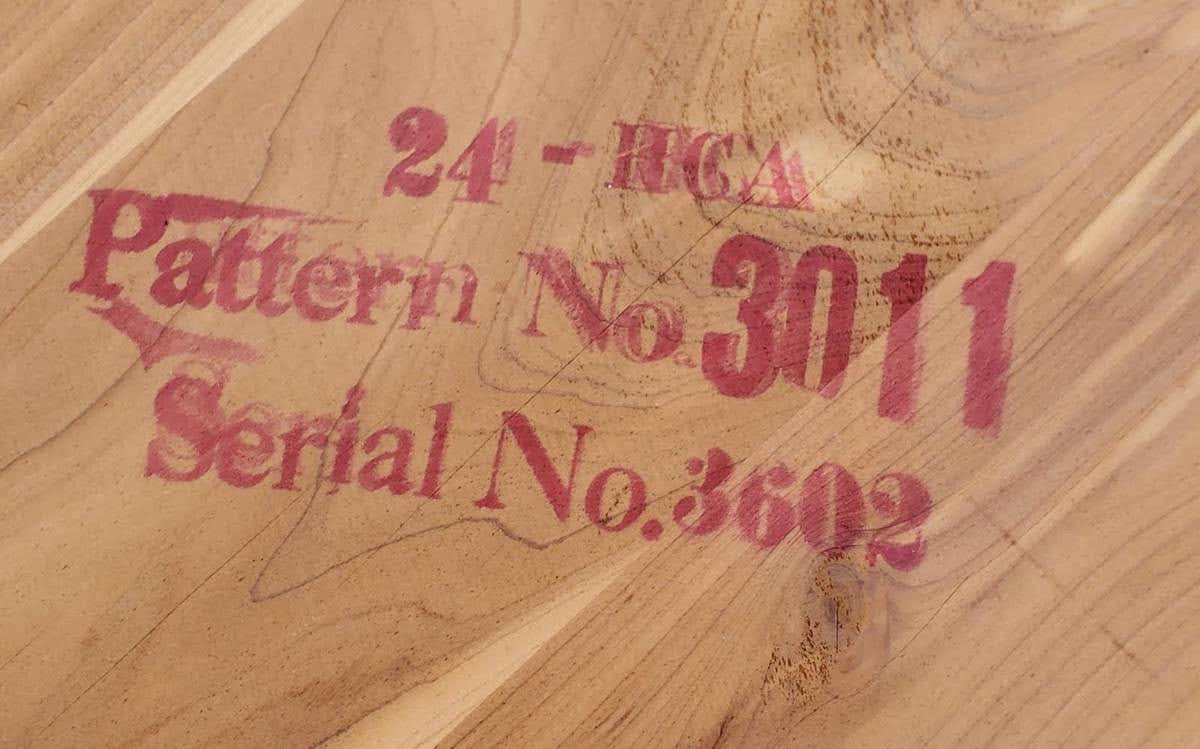 24 - HCA
Pattern No. 3011
Serial No. 3602